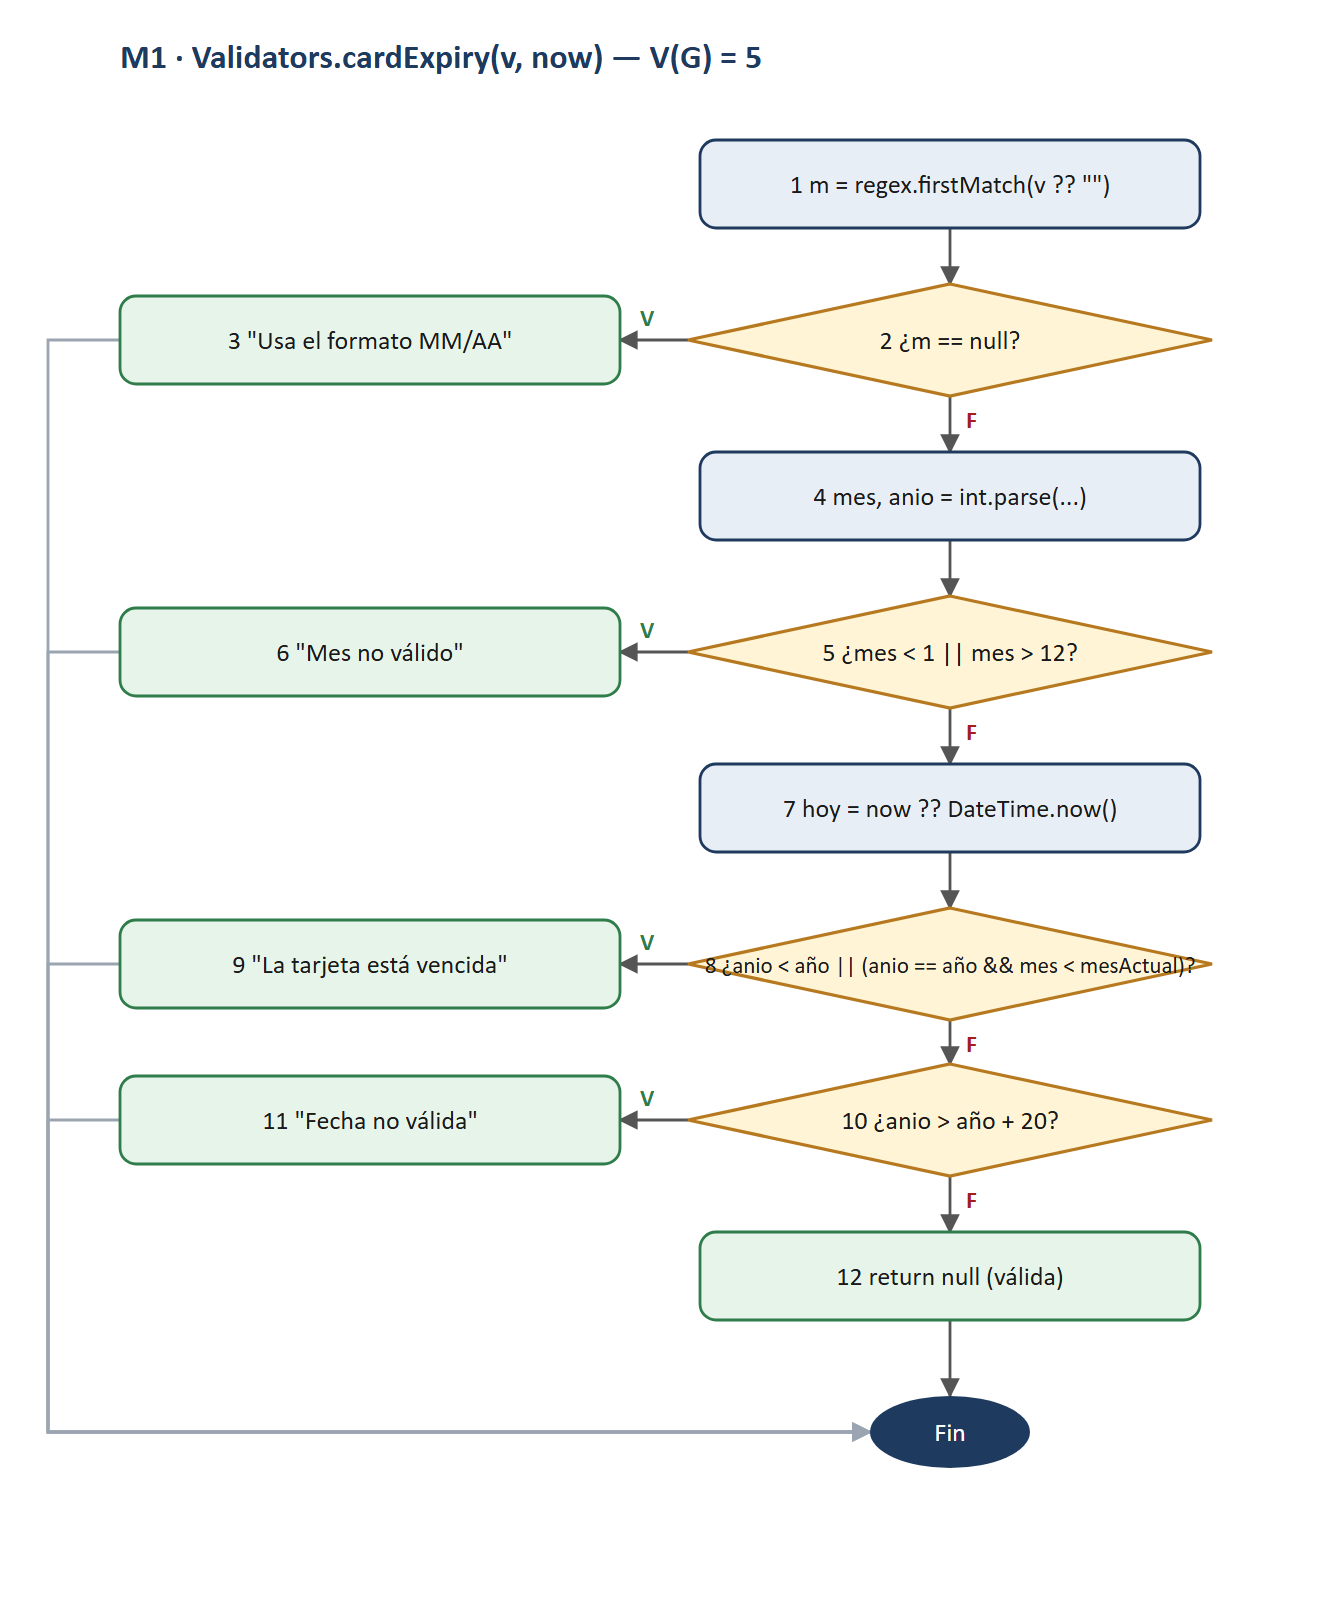 M1 · Validators.cardExpiry(v, now) — V(G) = 5
1 m = regex.firstMatch(v ?? "")
2 ¿m == null?
V
3 "Usa el formato MM/AA"
F
4 mes, anio = int.parse(...)
5 ¿mes < 1 || mes > 12?
V
6 "Mes no válido"
F
7 hoy = now ?? DateTime.now()
8 ¿anio < año || (anio == año && mes < mesActual)?
V
9 "La tarjeta está vencida"
F
10 ¿anio > año + 20?
V
11 "Fecha no válida"
F
12 return null (válida)
Fin